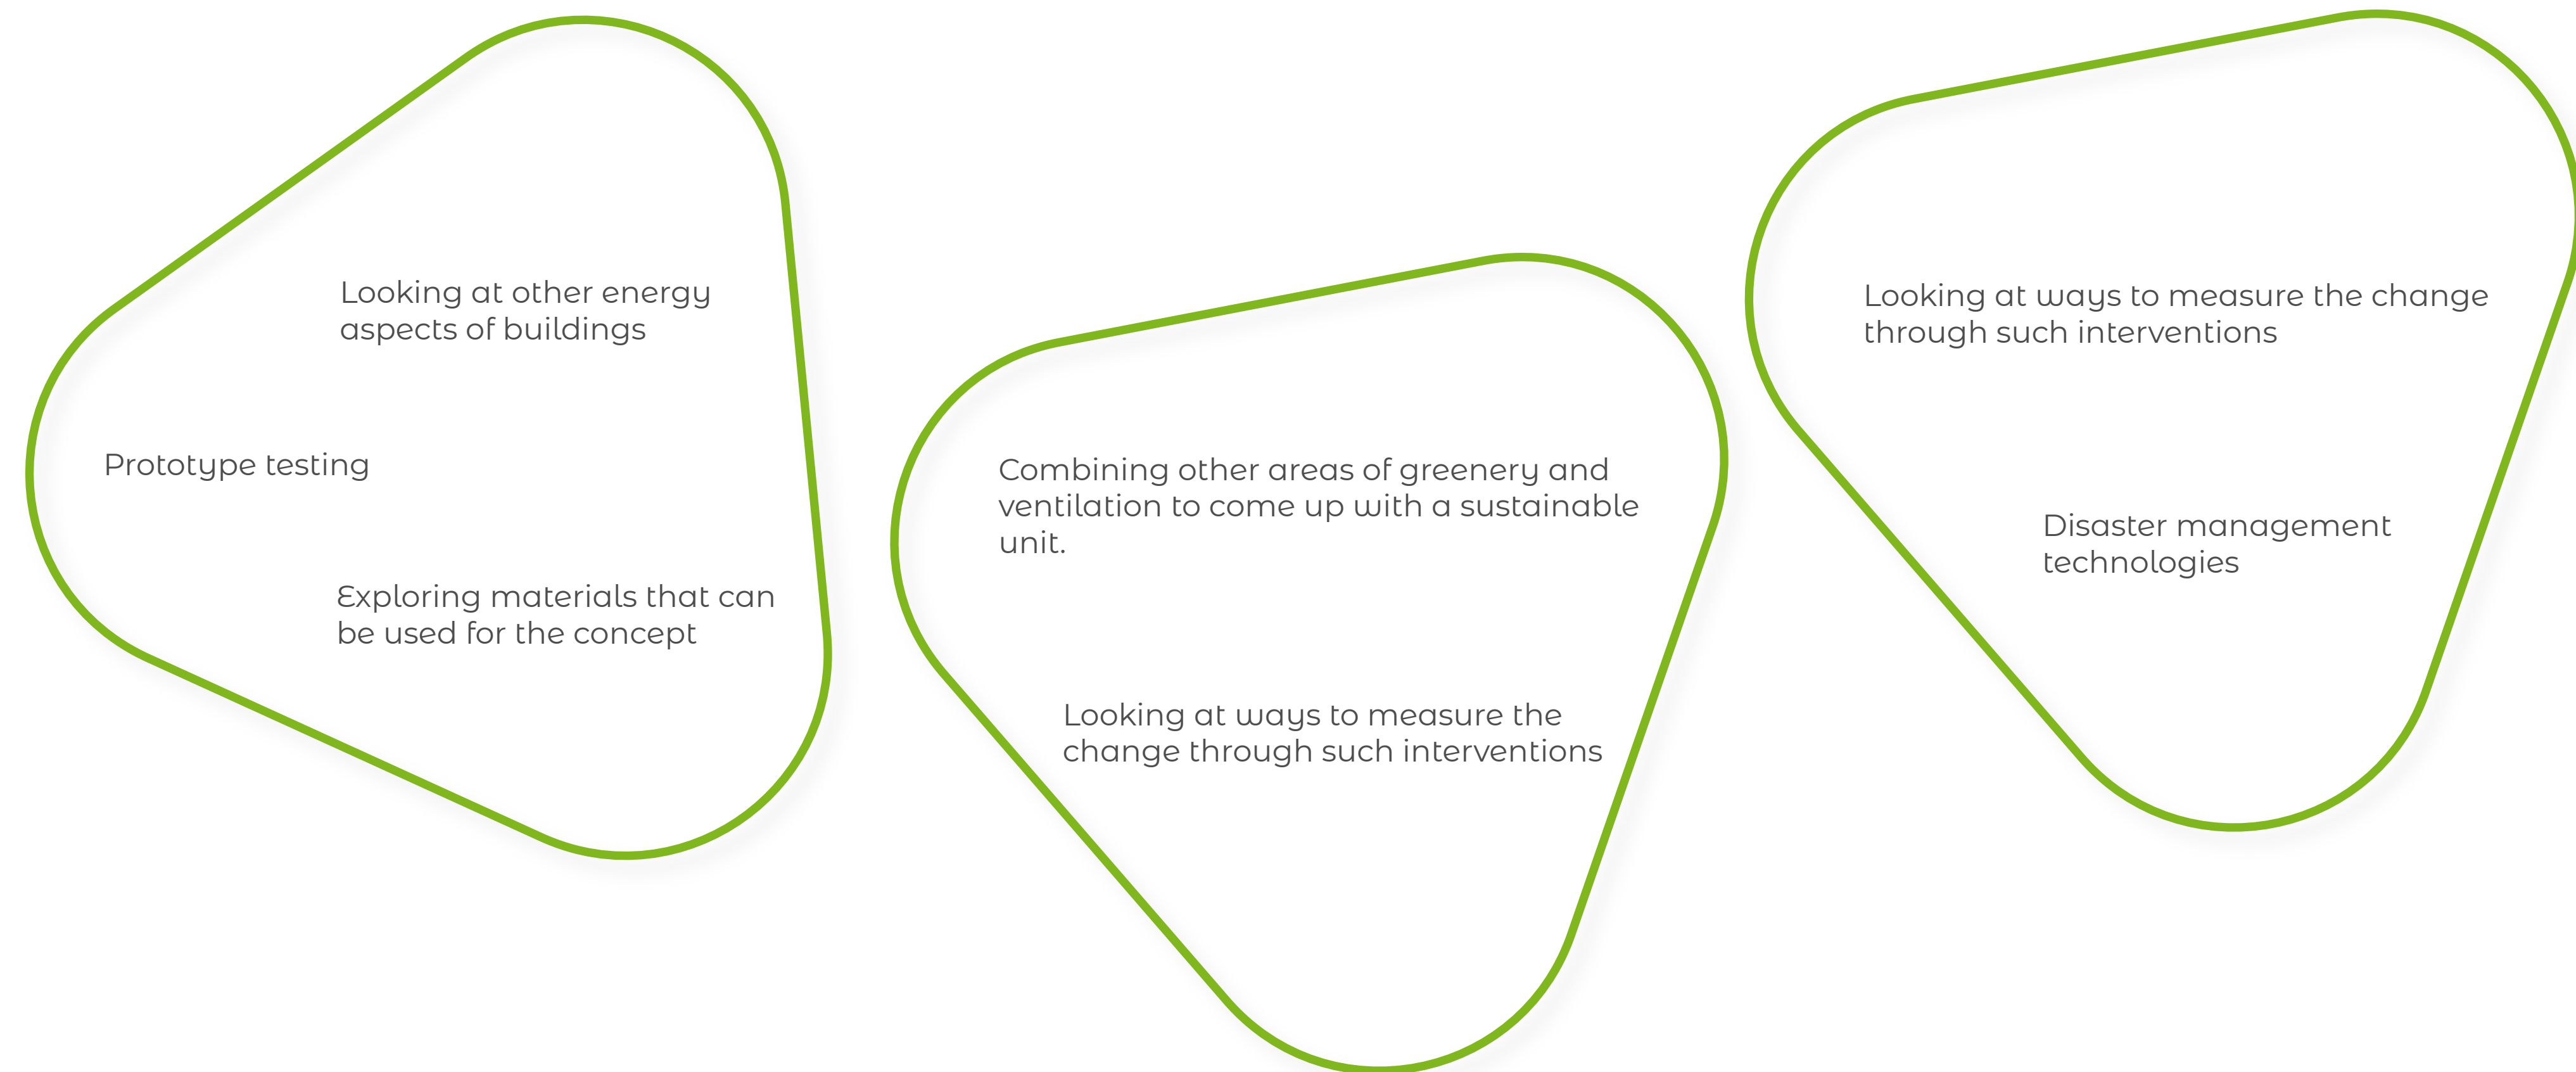 Looking at other energy
aspects of buildings
Prototype testing
Exploring materials that can
be used for the concept
Combining other areas of greenery and
ventilation to come up with a sustainable
unit.
Looking at ways to measure the
change through such interventions
Looking at ways to measure the change
through such interventions
Disaster management
technologies